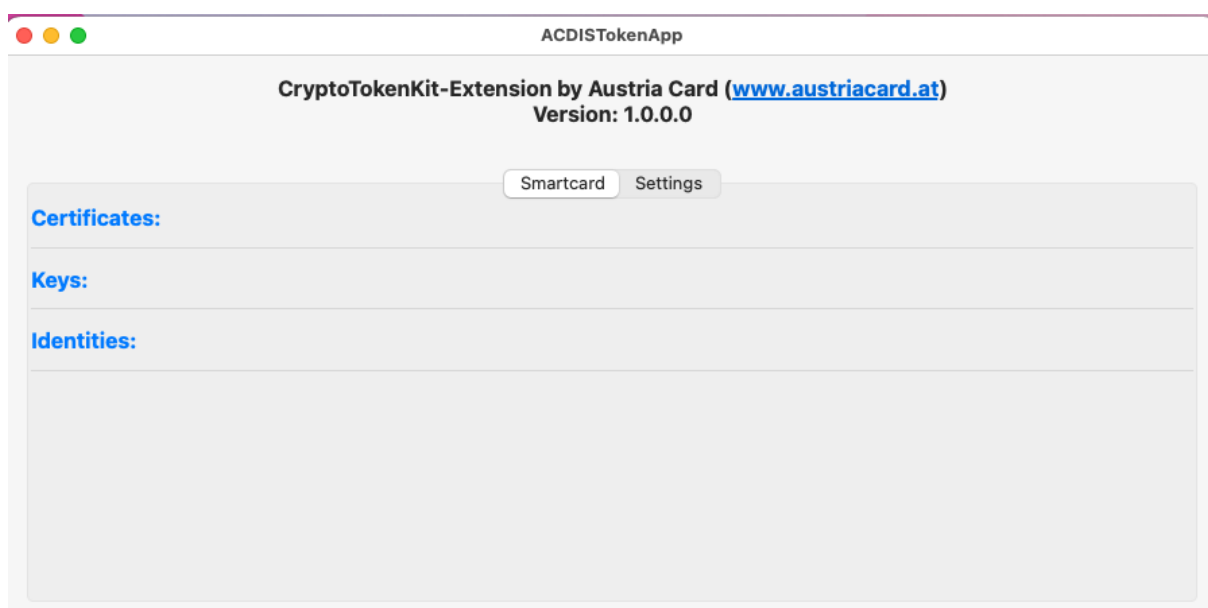 ACDISTokenApp
CryptoTokenKit-Extension by Austria Card (www.austriacard.at)
Version: 1.0.0.0
Smartcard Settings
Certificates:
Keys:
Identities: